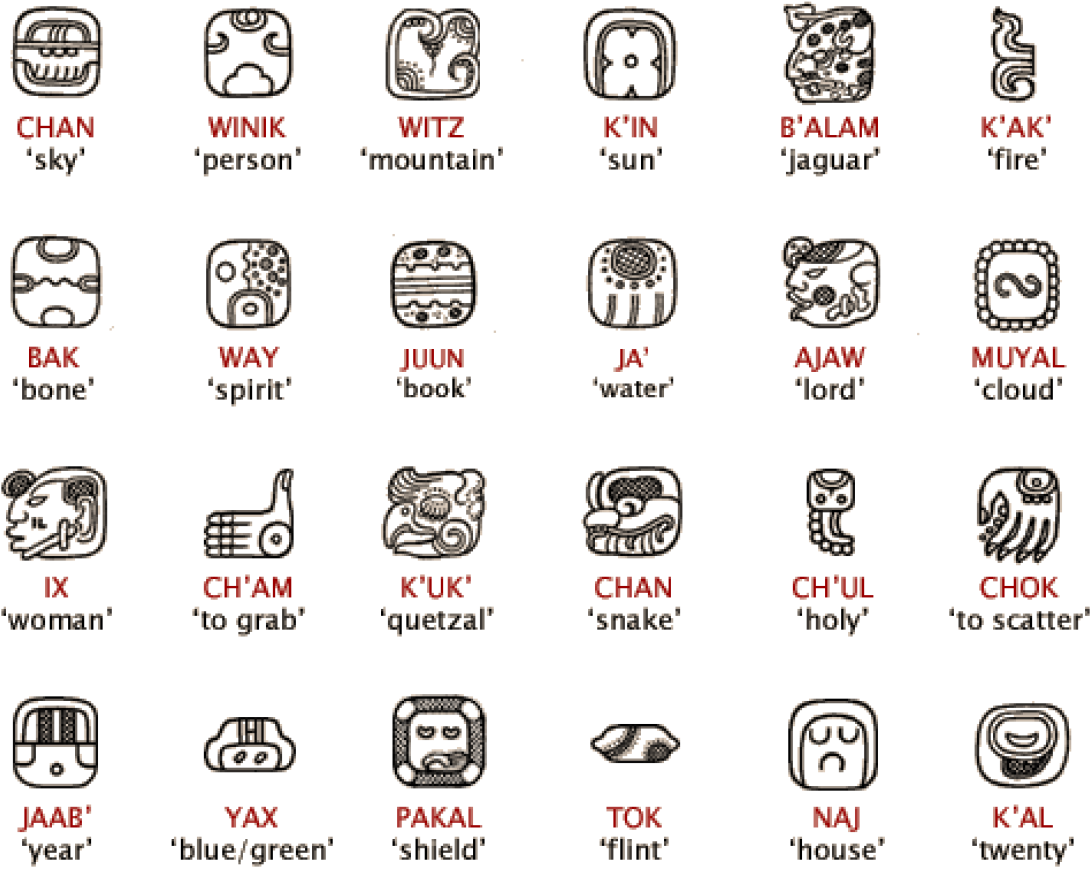 CHAN WINIK WITZ K’IN B’ALAM K’AK’
‘sky’ ‘person’ ‘mountain’ ‘sun’ ‘jaguar’ ‘fire’
BAK WAY JUUN JA’ AJAW MUYAL
‘bone’ ‘spirit’ ‘book’ ‘water’ ‘lord’ ‘cloud’
IX CH’AM K’UK’ CHAN CH’UL CHOK
‘woman’ ‘to grab’ ‘quetzal’ ‘snake’ ‘holy’ ‘to scatter’
JAAB’ YAX PAKAL TOK NAJ K’AL
‘year’ ‘blue/green’ ‘shield’ ‘flint’ ‘house’ ‘twenty’